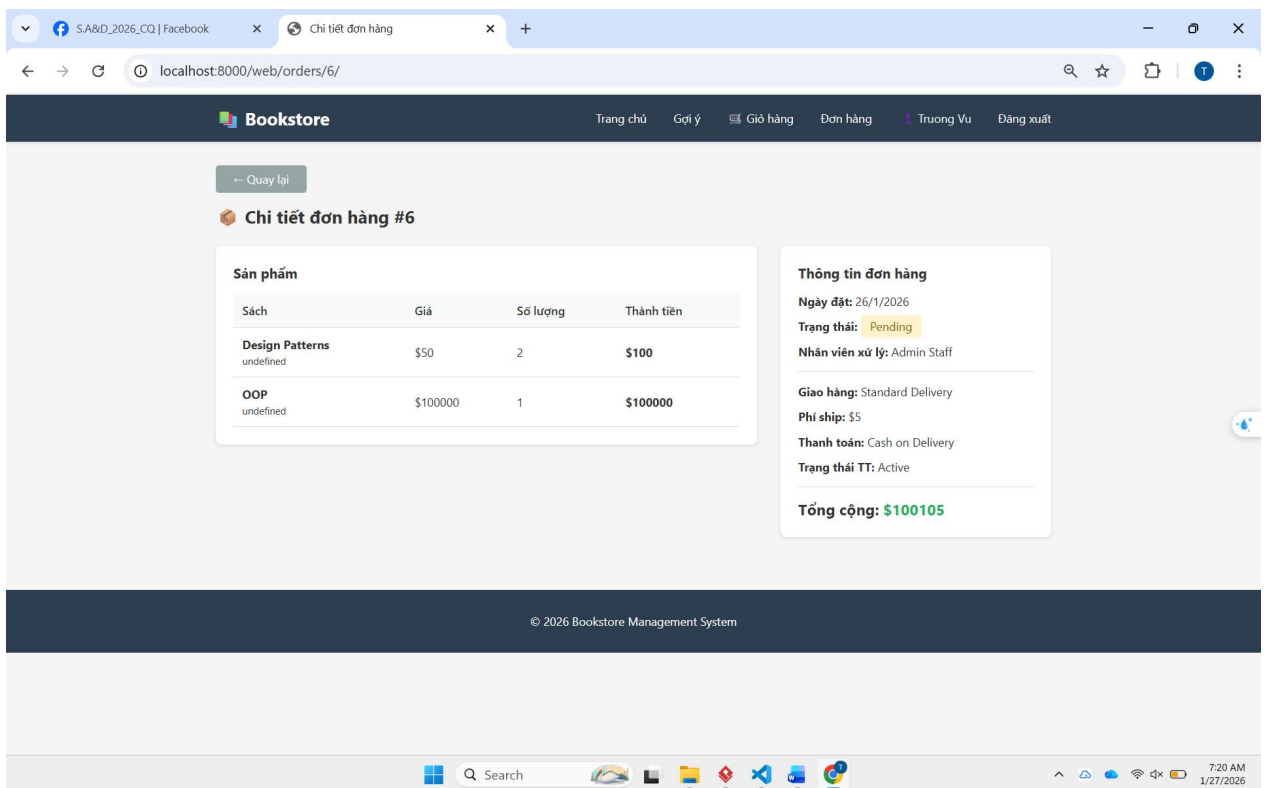 S.A&D_2026_CQ | Facebook
Chi tiết đơn hàng
localhost:8000/web/orders/6/
T
Bookstore
Trang chủ Gợi ý Giỏ hàng Đơn hàng Truong Vu Đăng xuất
← Quay lại
Chi tiết đơn hàng #6
Sản phẩm
Sách Giá Số lượng Thành tiền
Design Patterns
undefined
$50 2 $100
OOP
undefined
$100000 1 $100000
Thông tin đơn hàng
Ngày đặt: 26/1/2026
Trạng thái: Pending
Nhân viên xử lý: Admin Staff
Giao hàng: Standard Delivery
Phí ship: $5
Thanh toán: Cash on Delivery
Trạng thái TT: Active
Tổng cộng: $100105
© 2026 Bookstore Management System
Search
7:20 AM
1/27/2026